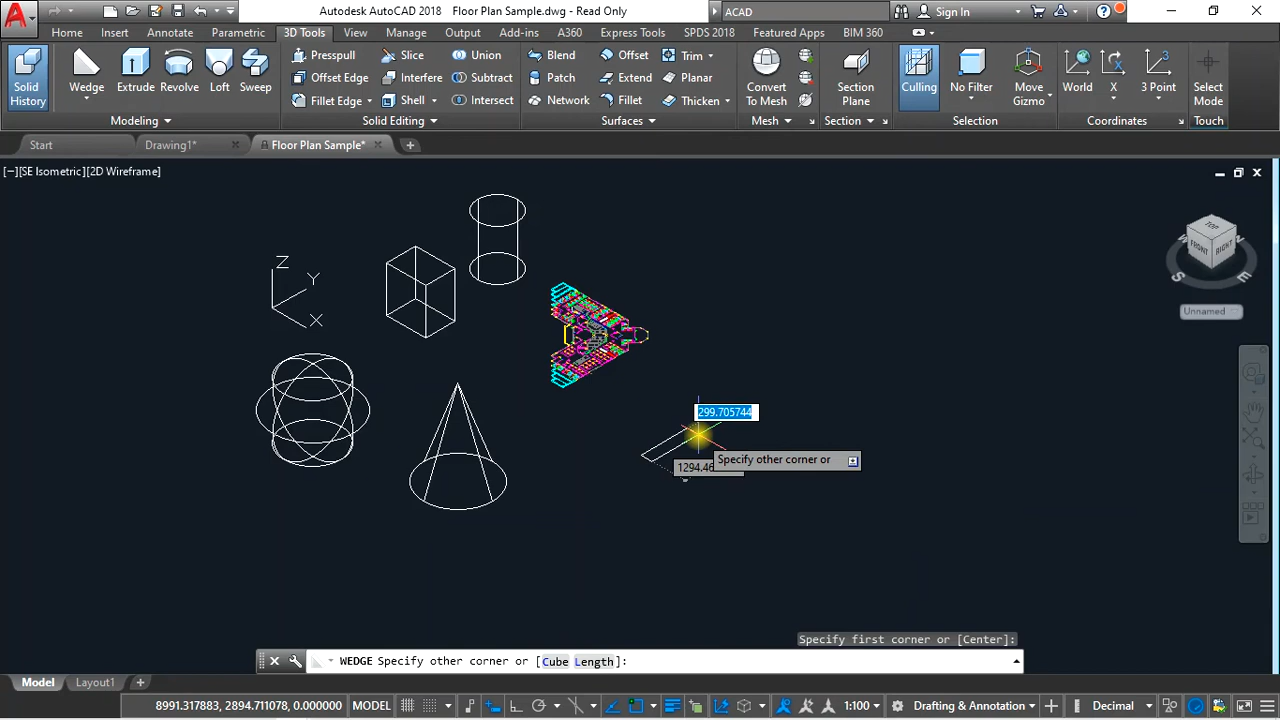 Autodesk AutoCAD 2018 Floor Plan Sample.dwg - Read Only ACAD Sign In
Home Insert Annotate Parametric 3D Tools View Manage Output Add-ins A360 Express Tools SPDS 2018 Featured Apps BIM 360
Presspull Slice Union Blend Offset Trim
Solid History Wedge Extrude Revolve Loft Sweep Offset Edge Interfere Subtract Patch Extend Planar Convert To Mesh Section Plane Culling No Filter Move Gizmo World X 3 Point Select Mode
Fillet Edge Shell Intersect Network Fillet Thicken
Modeling Solid Editing Surfaces Mesh Section Selection Coordinates Touch
Start Drawing1* Floor Plan Sample*
[−][SE Isometric][2D Wireframe]
TOP
FRONT RIGHT
S E
Z
Y
X
Unnamed
299.705744
Specify other corner or
1294.46
Specify first corner or [Center]:
WEDGE Specify other corner or [Cube Length]:
Model Layout1
8991.317883, 2894.711078, 0.000000 MODEL 1:100 Drafting & Annotation Decimal